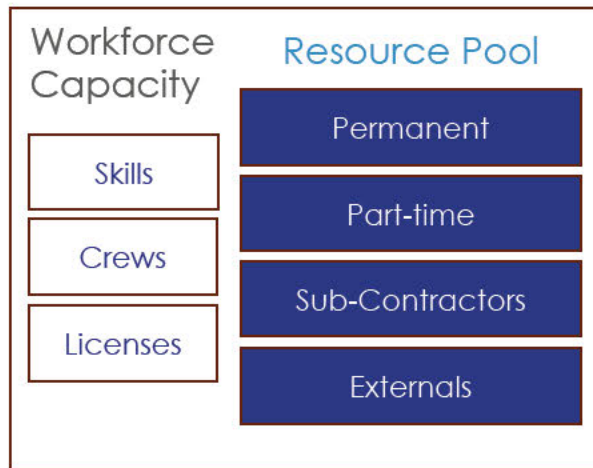 Workforce
Capacity
Skills
Crews
Licenses
Resource Pool
Permanent
Part-time
Sub-Contractors
Externals